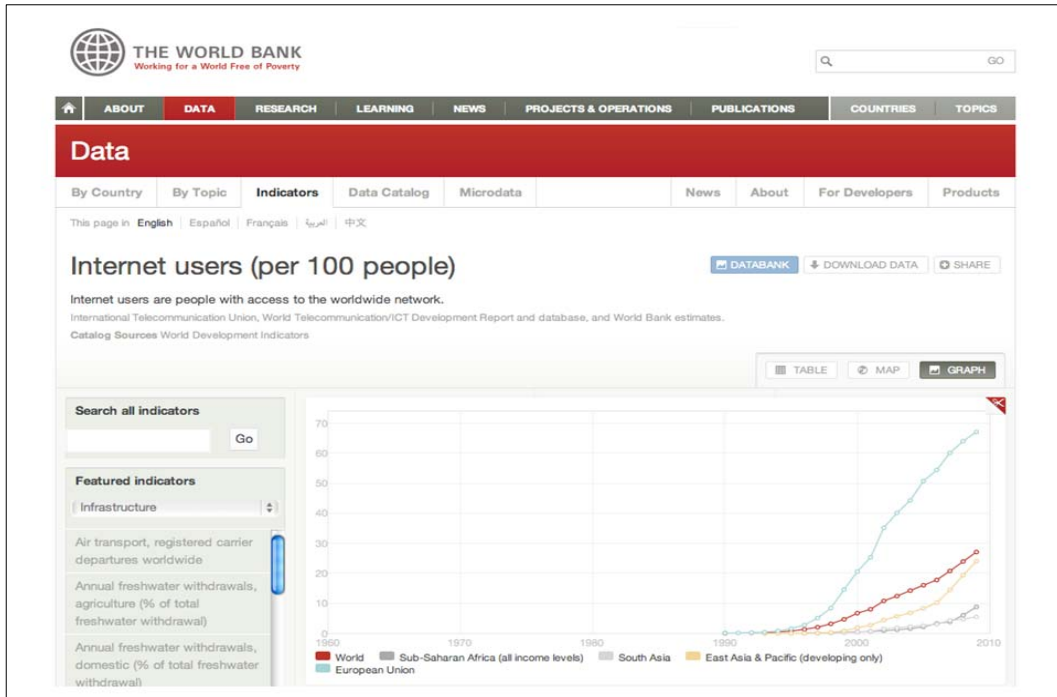 THE WORLD BANK
Working for a World Free of Poverty
GO
ABOUT DATA RESEARCH LEARNING NEWS PROJECTS & OPERATIONS PUBLICATIONS COUNTRIES TOPICS
Data
By Country By Topic Indicators Data Catalog Microdata News About For Developers Products
This page in English Español Français العربية 中文
Internet users (per 100 people)
DATABANK DOWNLOAD DATA SHARE
Internet users are people with access to the worldwide network.
International Telecommunication Union, World Telecommunication/ICT Development Report and database, and World Bank estimates.
Catalog Sources World Development Indicators
TABLE MAP GRAPH
Search all indicators
Go
Featured indicators
Infrastructure
Air transport, registered carrier
departures worldwide
Annual freshwater withdrawals,
agriculture (% of total
freshwater withdrawal)
Annual freshwater withdrawals,
domestic (% of total freshwater
withdrawal)
70
60
50
40
30
20
10
0
1960 1970 1980 1990 2000 2010
World Sub-Saharan Africa (all income levels) South Asia East Asia & Pacific (developing only)
European Union